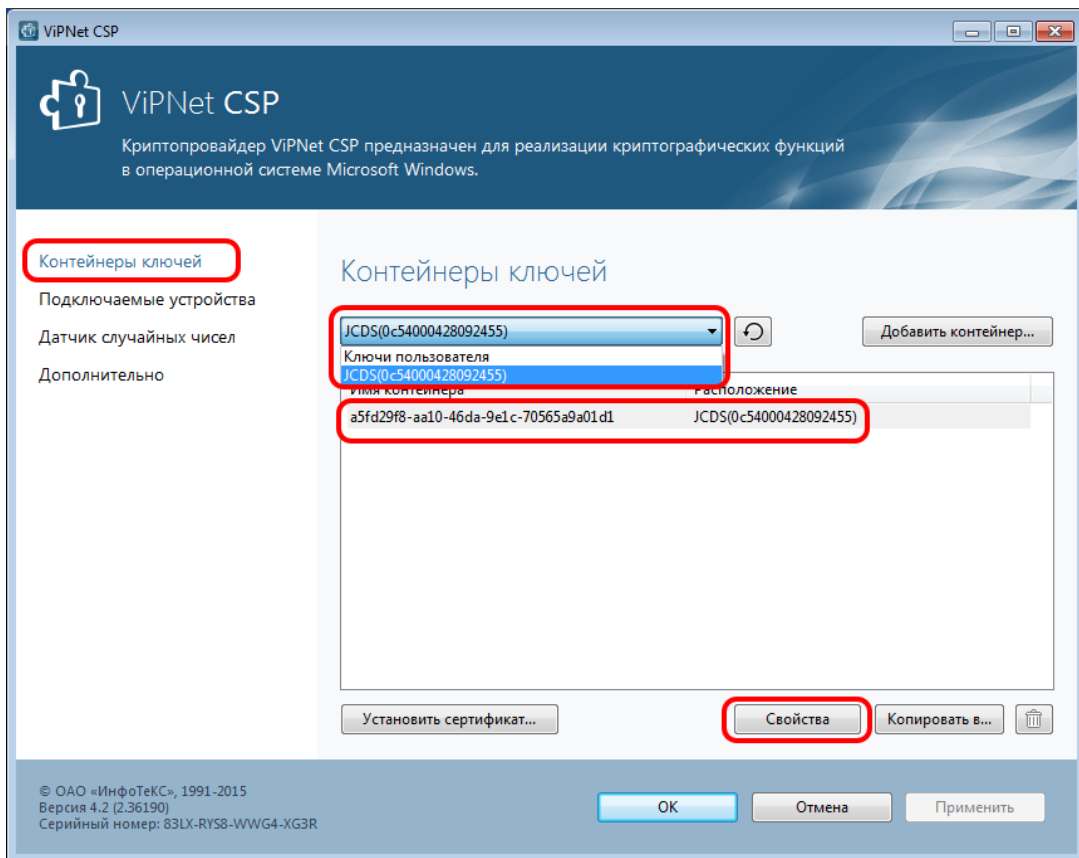 ViPNet CSP
ViPNet CSP
Криптопровайдер ViPNet CSP предназначен для реализации криптографических функций
в операционной системе Microsoft Windows.
Контейнеры ключей
Подключаемые устройства
Датчик случайных чисел
Дополнительно
Контейнеры ключей
JCDS(0c54000428092455)
Добавить контейнер...
Ключи пользователя
JCDS(0c54000428092455)
Имя контейнера Расположение
a5fd29f8-aa10-46da-9e1c-70565a9a01d1 JCDS(0c54000428092455)
Установить сертификат... Свойства Копировать в...
© ОАО «ИнфоТеКС», 1991-2015
Версия 4.2 (2.36190)
Серийный номер: 83LX-RYS8-WWG4-XG3R
OK Отмена Применить